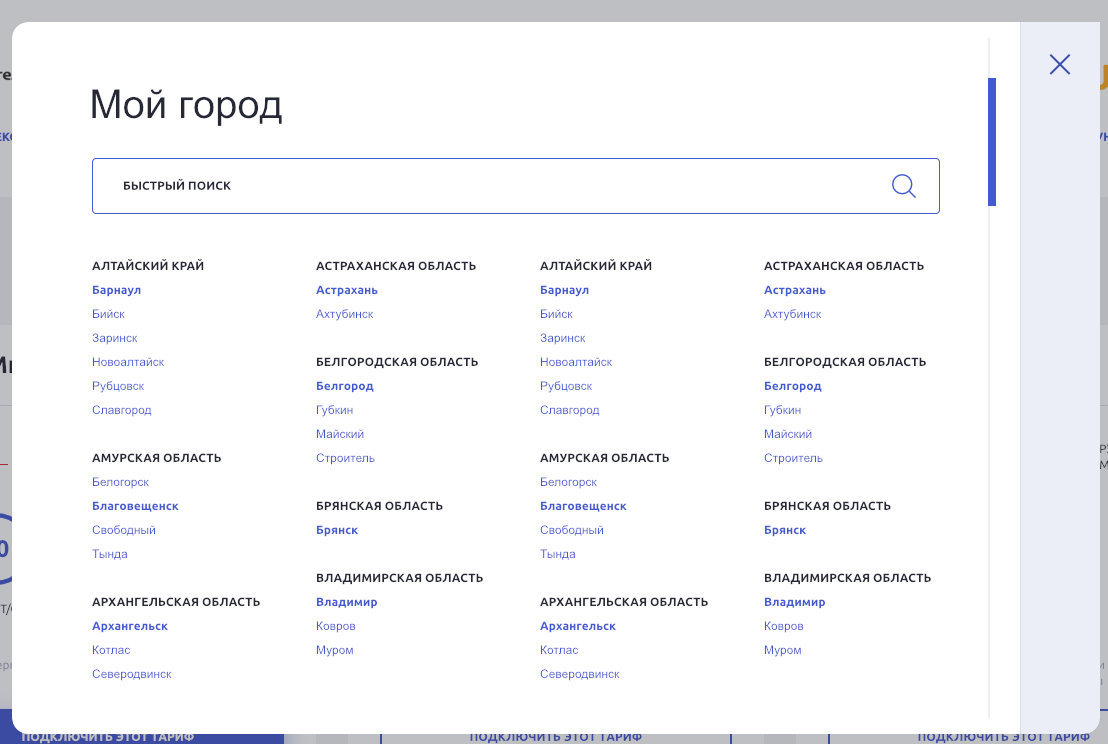 Мой город
БЫСТРЫЙ ПОИСК
АЛТАЙСКИЙ КРАЙ
Барнаул
Бийск
Заринск
Новоалтайск
Рубцовск
Славгород
АМУРСКАЯ ОБЛАСТЬ
Белогорск
Благовещенск
Свободный
Тында
АРХАНГЕЛЬСКАЯ ОБЛАСТЬ
Архангельск
Котлас
Северодвинск
АСТРАХАНСКАЯ ОБЛАСТЬ
Астрахань
Ахтубинск
БЕЛГОРОДСКАЯ ОБЛАСТЬ
Белгород
Губкин
Майский
Строитель
БРЯНСКАЯ ОБЛАСТЬ
Брянск
ВЛАДИМИРСКАЯ ОБЛАСТЬ
Владимир
Ковров
Муром
АЛТАЙСКИЙ КРАЙ
Барнаул
Бийск
Заринск
Новоалтайск
Рубцовск
Славгород
АМУРСКАЯ ОБЛАСТЬ
Белогорск
Благовещенск
Свободный
Тында
АРХАНГЕЛЬСКАЯ ОБЛАСТЬ
Архангельск
Котлас
Северодвинск
АСТРАХАНСКАЯ ОБЛАСТЬ
Астрахань
Ахтубинск
БЕЛГОРОДСКАЯ ОБЛАСТЬ
Белгород
Губкин
Майский
Строитель
БРЯНСКАЯ ОБЛАСТЬ
Брянск
ВЛАДИМИРСКАЯ ОБЛАСТЬ
Владимир
Ковров
Муром
ПОДКЛЮЧИТЬ ЭТОТ ТАРИФ
ПОДКЛЮЧИТЬ ЭТОТ ТАРИФ
ПОДКЛЮЧИТЬ ЭТОТ ТАРИФ